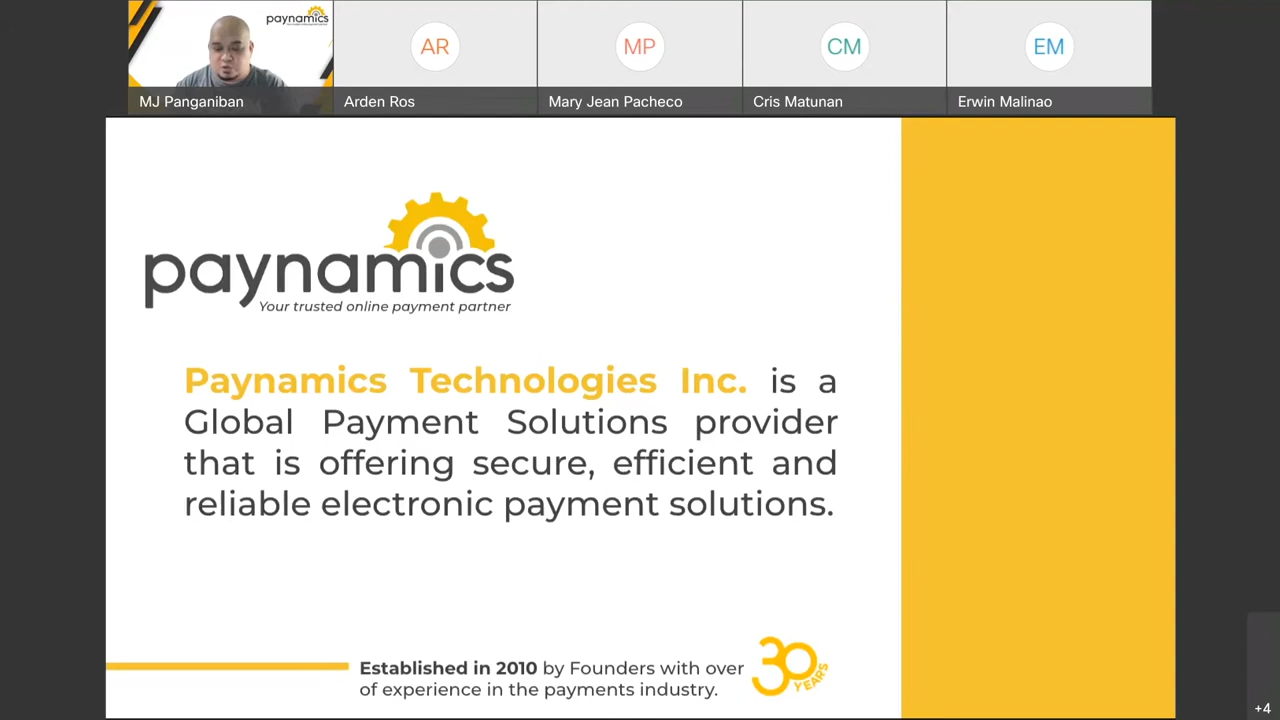 paynamics
AR
MP
CM
EM
MJ Panganiban
Arden Ros
Mary Jean Pacheco
Cris Matunan
Erwin Malinao
paynamics
Your trusted online payment partner
Paynamics Technologies Inc. is a
Global Payment Solutions provider
that is offering secure, efficient and
reliable electronic payment solutions.
Established in 2010 by Founders with over
of experience in the payments industry.
30
YEARS
+4